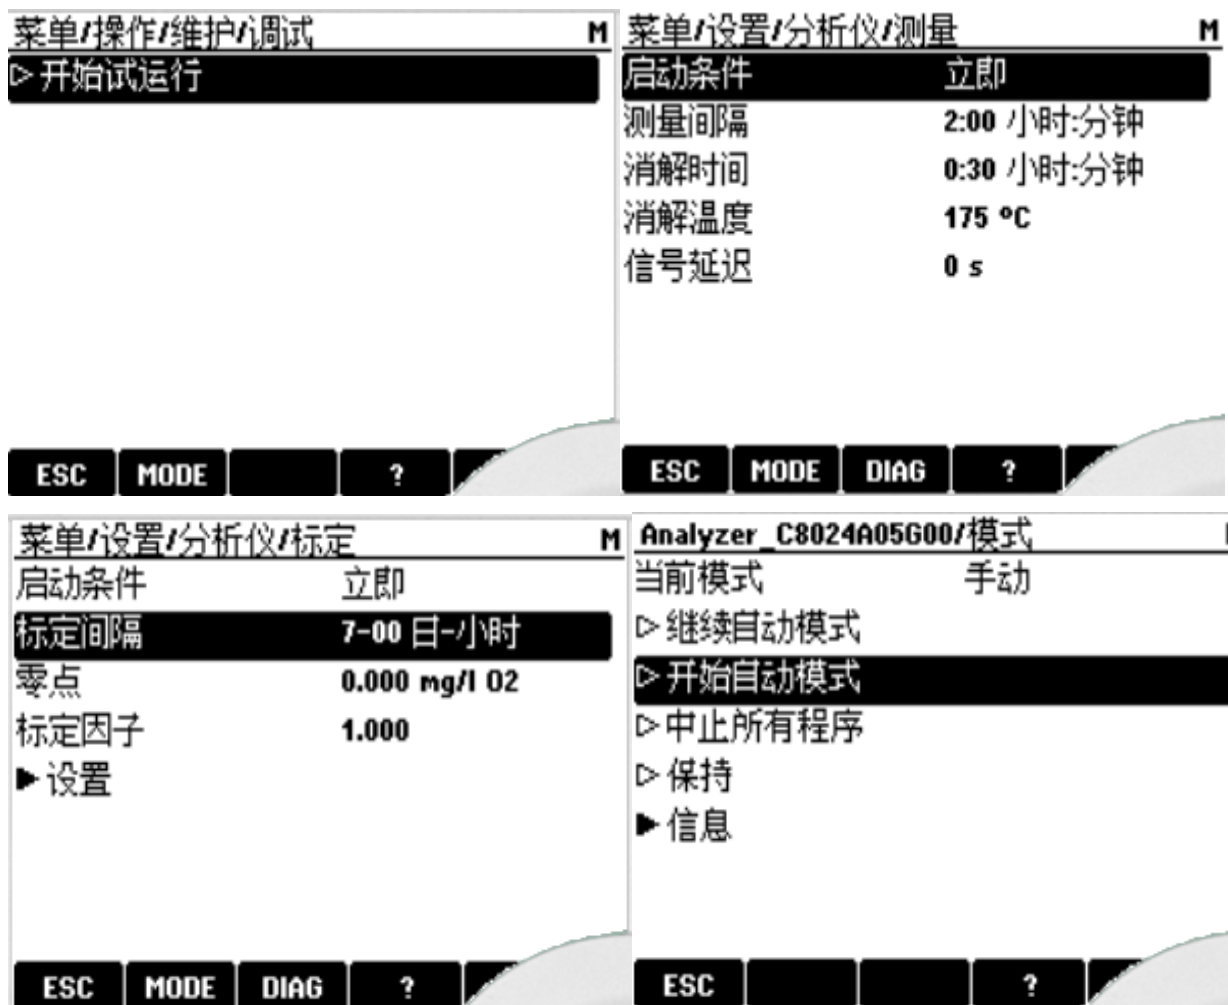 菜单/操作/维护/调试 M
▷ 开始试运行
ESC MODE ?
菜单/设置/分析仪/测量 M
启动条件 立即
测量间隔 2:00 小时:分钟
消解时间 0:30 小时:分钟
消解温度 175 °C
信号延迟 0 s
ESC MODE DIAG ?
菜单/设置/分析仪/标定 M
启动条件 立即
标定间隔 7-00 日-小时
零点 0.000 mg/l O2
标定因子 1.000
▶ 设置
ESC MODE DIAG ?
Analyzer_C8024A05G00/模式
当前模式 手动
▷ 继续自动模式
▷ 开始自动模式
▷ 中止所有程序
▷ 保持
▶ 信息
ESC ?